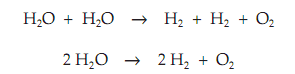 H₂O + H₂O → H₂ + H₂ + O₂
2 H₂O → 2 H₂ + O₂